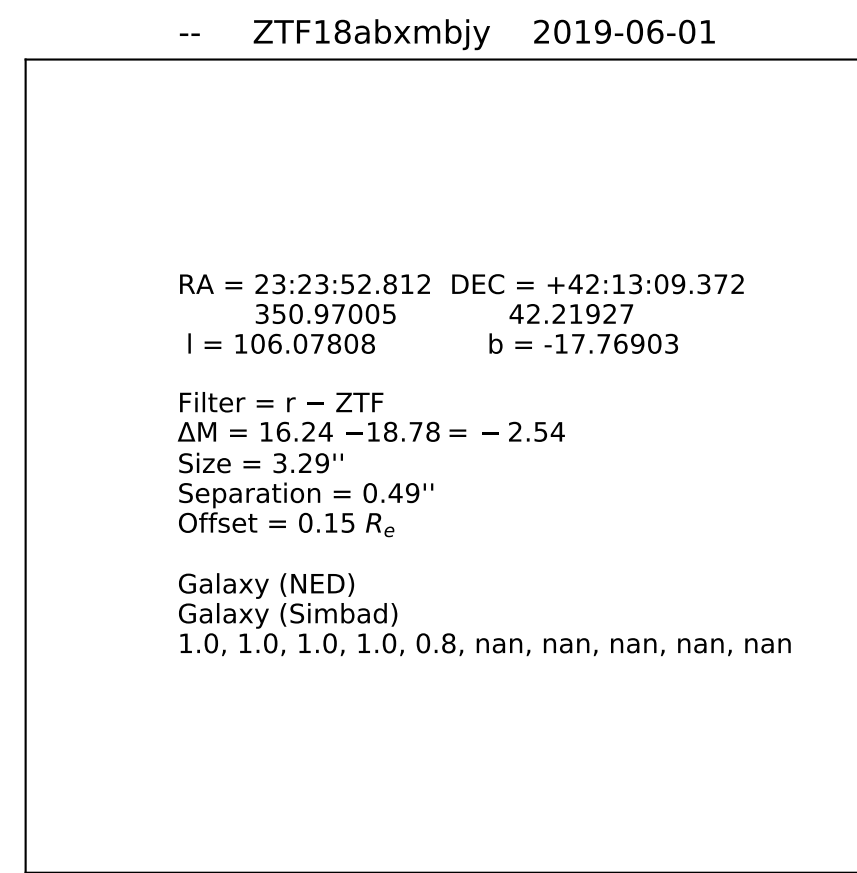 -- ZTF18abxmbjy 2019-06-01
RA = 23:23:52.812 DEC = +42:13:09.372
350.97005 42.21927
l = 106.07808 b = -17.76903
Filter = r − ZTF
ΔM = 16.24 −18.78 = − 2.54
Size = 3.29''
Separation = 0.49''
Offset = 0.15 Rₑ
Galaxy (NED)
Galaxy (Simbad)
1.0, 1.0, 1.0, 1.0, 0.8, nan, nan, nan, nan, nan